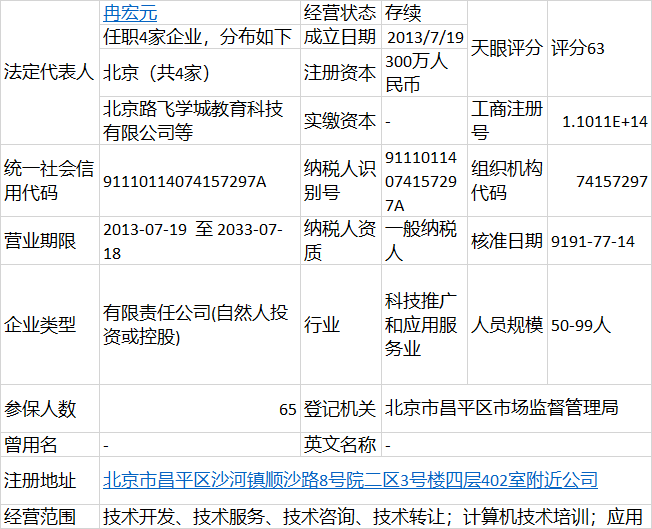 法定代表人 冉宏元 经营状态 存续 天眼评分 评分63
任职4家企业，分布如下 成立日期 2013/7/19
北京（共4家） 注册资本 300万人
民币
北京路飞学城教育科技 实缴资本 - 工商注册 1.1011E+14
有限公司等 号
统一社会信 91110114074157297A 纳税人识 91110114 组织机构 74157297
用代码 别号 07415729 代码
7A
营业期限 2013-07-19 至 2033-07- 纳税人资 一般纳税 核准日期 9191-77-14
18 质 人
企业类型 有限责任公司(自然人投 行业 科技推广 人员规模 50-99人
资或控股) 和应用服
务业
参保人数 65 登记机关 北京市昌平区市场监督管理局
曾用名 - 英文名称 -
注册地址 北京市昌平区沙河镇顺沙路8号院二区3号楼四层402室附近公司
经营范围 技术开发、技术服务、技术咨询、技术转让；计算机技术培训；应用